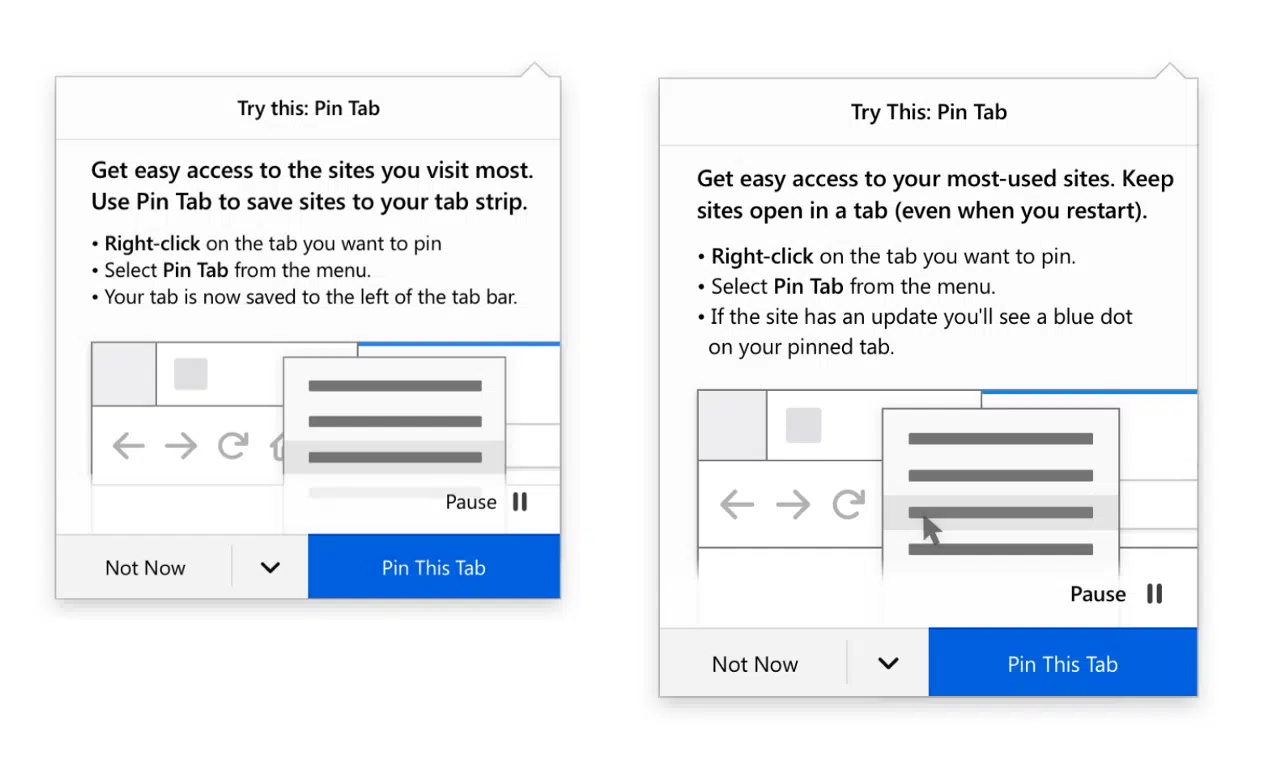 Try this: Pin Tab
Get easy access to the sites you visit most.
Use Pin Tab to save sites to your tab strip.
• Right-click on the tab you want to pin
• Select Pin Tab from the menu.
• Your tab is now saved to the left of the tab bar.
Pause
Not Now
Pin This Tab
Try This: Pin Tab
Get easy access to your most-used sites. Keep
sites open in a tab (even when you restart).
• Right-click on the tab you want to pin.
• Select Pin Tab from the menu.
• If the site has an update you'll see a blue dot
on your pinned tab.
Pause
Not Now
Pin This Tab